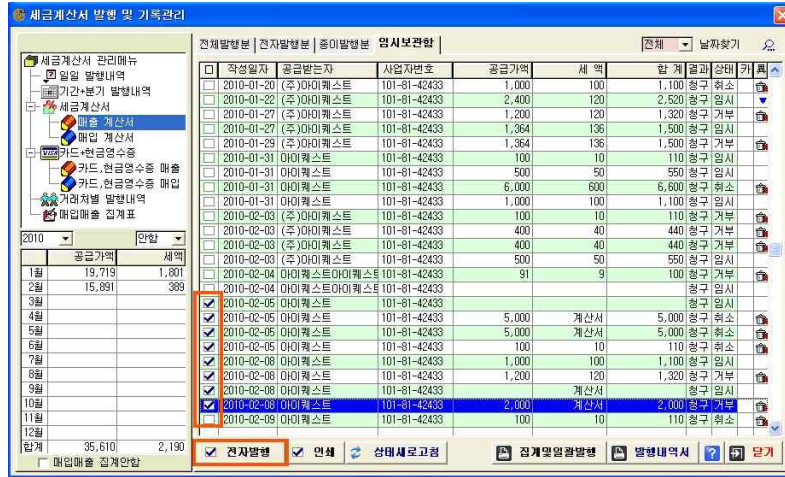 세금계산서 발행 및 기록관리
전체발행분 전자발행분 종이발행분 임시보관함 전체 날짜찾기
세금계산서 관리메뉴
일일 발행내역
기간·분기 발행내역
세금계산서
매출 계산서
매입 계산서
VISA 카드·현금영수증
카드,현금영수증 매출
카드,현금영수증 매입
거래처별 발행내역
매입매출 집계표
2010 안함
공급가액 세액
1월 19,719 1,801
2월 15,891 389
3월
4월
5월
6월
7월
8월
9월
10월
11월
12월
합계 35,610 2,190
매입매출 집계안함
작성일자 공급받는자 사업자번호 공급가액 세 액 합 계 결과 상태 카
2010-01-20 (주)아이퀘스트 101-81-42433 1,000 100 1,100 청구 취소
2010-01-22 (주)아이퀘스트 101-81-42433 2,400 120 2,520 청구 임시
2010-01-27 (주)아이퀘스트 101-81-42433 1,200 120 1,320 청구 거부
2010-01-27 (주)아이퀘스트 101-81-42433 1,364 136 1,500 청구 임시
2010-01-29 (주)아이퀘스트 101-81-42433 1,364 136 1,500 청구 거부
2010-01-31 아이퀘스트 101-81-42433 100 10 110 청구 임시
2010-01-31 아이퀘스트 101-81-42433 500 50 550 청구 임시
2010-01-31 아이퀘스트 101-81-42433 6,000 600 6,600 청구 취소
2010-01-31 아이퀘스트 101-81-42433 1,000 100 1,100 청구 임시
2010-02-03 (주)아이퀘스트 101-81-42433 100 10 110 청구 거부
2010-02-03 (주)아이퀘스트 101-81-42433 400 40 440 청구 거부
2010-02-03 (주)아이퀘스트 101-81-42433 400 40 440 청구 거부
2010-02-03 (주)아이퀘스트 101-81-42433 500 50 550 청구 임시
2010-02-04 아이퀘스트아이퀘스트 101-81-42433 91 9 100 청구 거부
2010-02-04 아이퀘스트아이퀘스트 101-81-42433 청구 임시
2010-02-05 아이퀘스트 101-81-42433 청구 임시
2010-02-05 아이퀘스트 101-81-42433 5,000 계산서 5,000 청구 취소
2010-02-05 아이퀘스트 101-81-42433 5,000 계산서 5,000 청구 취소
2010-02-05 아이퀘스트 101-81-42433 100 10 110 청구 취소
2010-02-08 아이퀘스트 101-81-42433 1,000 100 1,100 청구 임시
2010-02-08 아이퀘스트 101-81-42433 1,200 120 1,320 청구 거부
2010-02-08 아이퀘스트 101-81-42433 계산서 청구 임시
2010-02-08 아이퀘스트 101-81-42433 2,000 계산서 2,000 청구 거부
2010-02-09 아이퀘스트 101-81-42433 100 10 110 청구 취소
전자발행 인쇄 상태새로고침 집계및일괄발행 발행내역서 ? 닫기